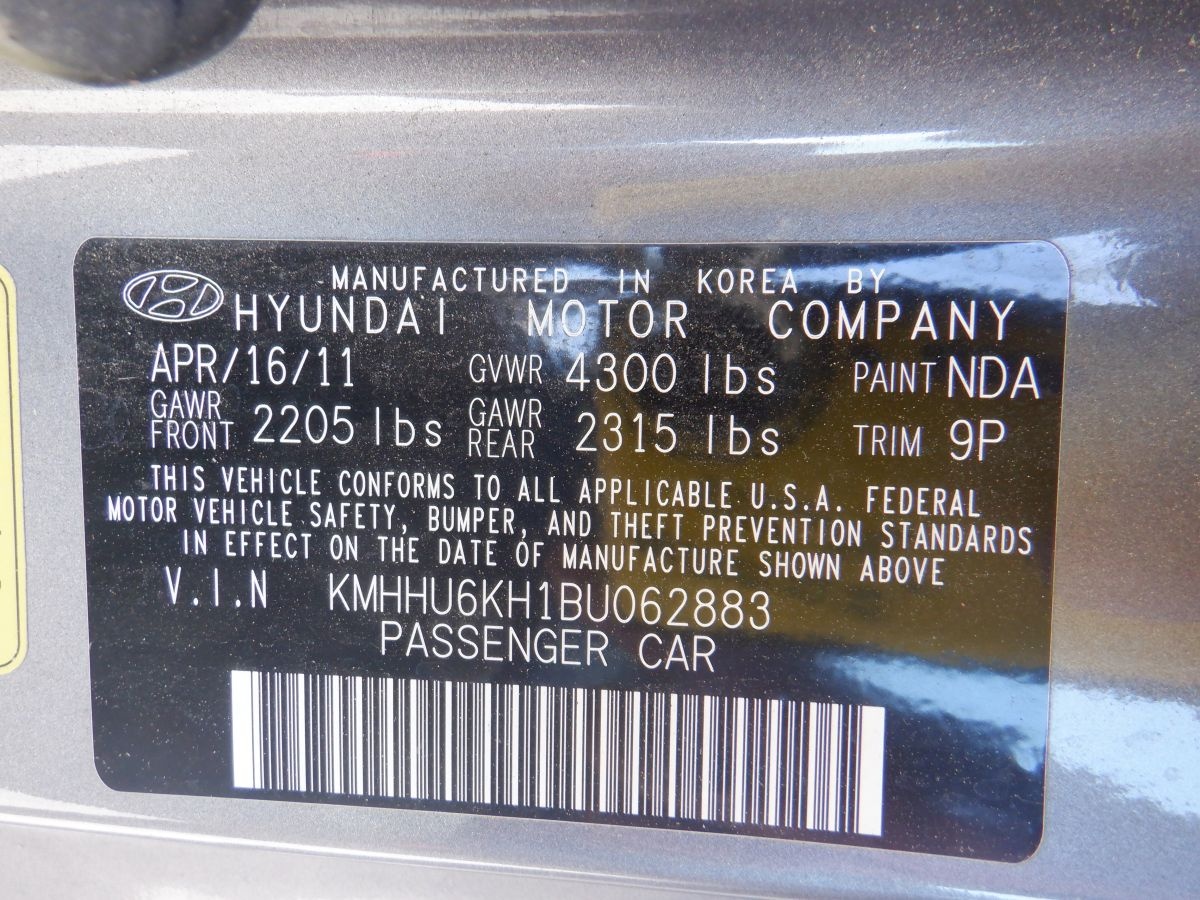 MANUFACTURED IN KOREA BY
HYUNDAI MOTOR COMPANY
APR/16/11 GVWR 4300 lbs PAINT NDA
GAWR FRONT 2205 lbs GAWR REAR 2315 lbs TRIM 9P
THIS VEHICLE CONFORMS TO ALL APPLICABLE U.S.A. FEDERAL
MOTOR VEHICLE SAFETY, BUMPER, AND THEFT PREVENTION STANDARDS
IN EFFECT ON THE DATE OF MANUFACTURE SHOWN ABOVE
V.I.N KMHHU6KH1BU062883
PASSENGER CAR